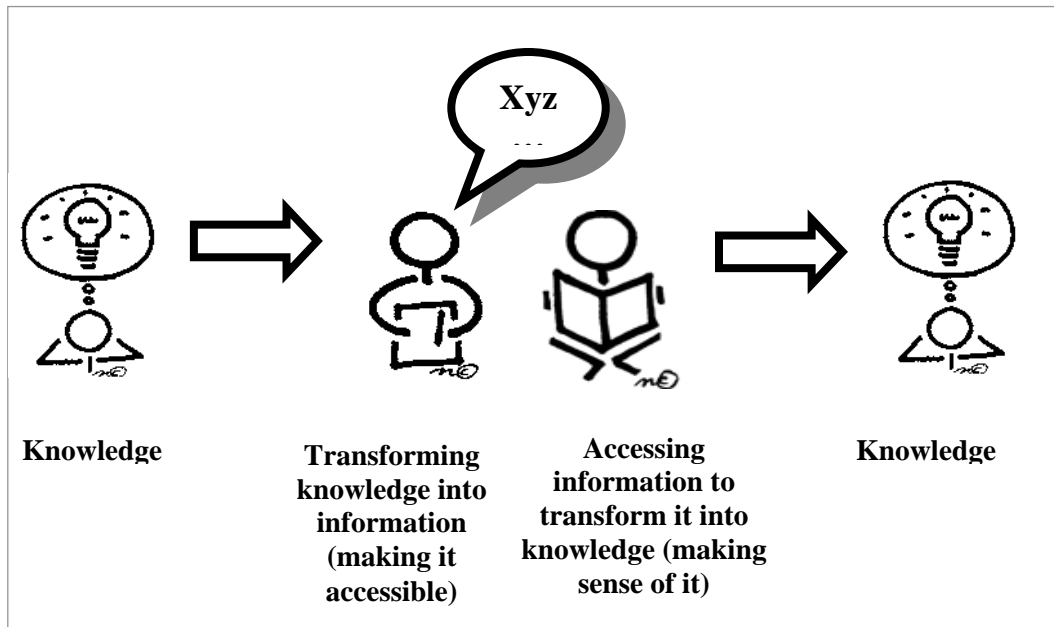 Xyz
...
Knowledge
Transforming
knowledge into
information
(making it
accessible)
Accessing
information to
transform it into
knowledge (making
sense of it)
Knowledge